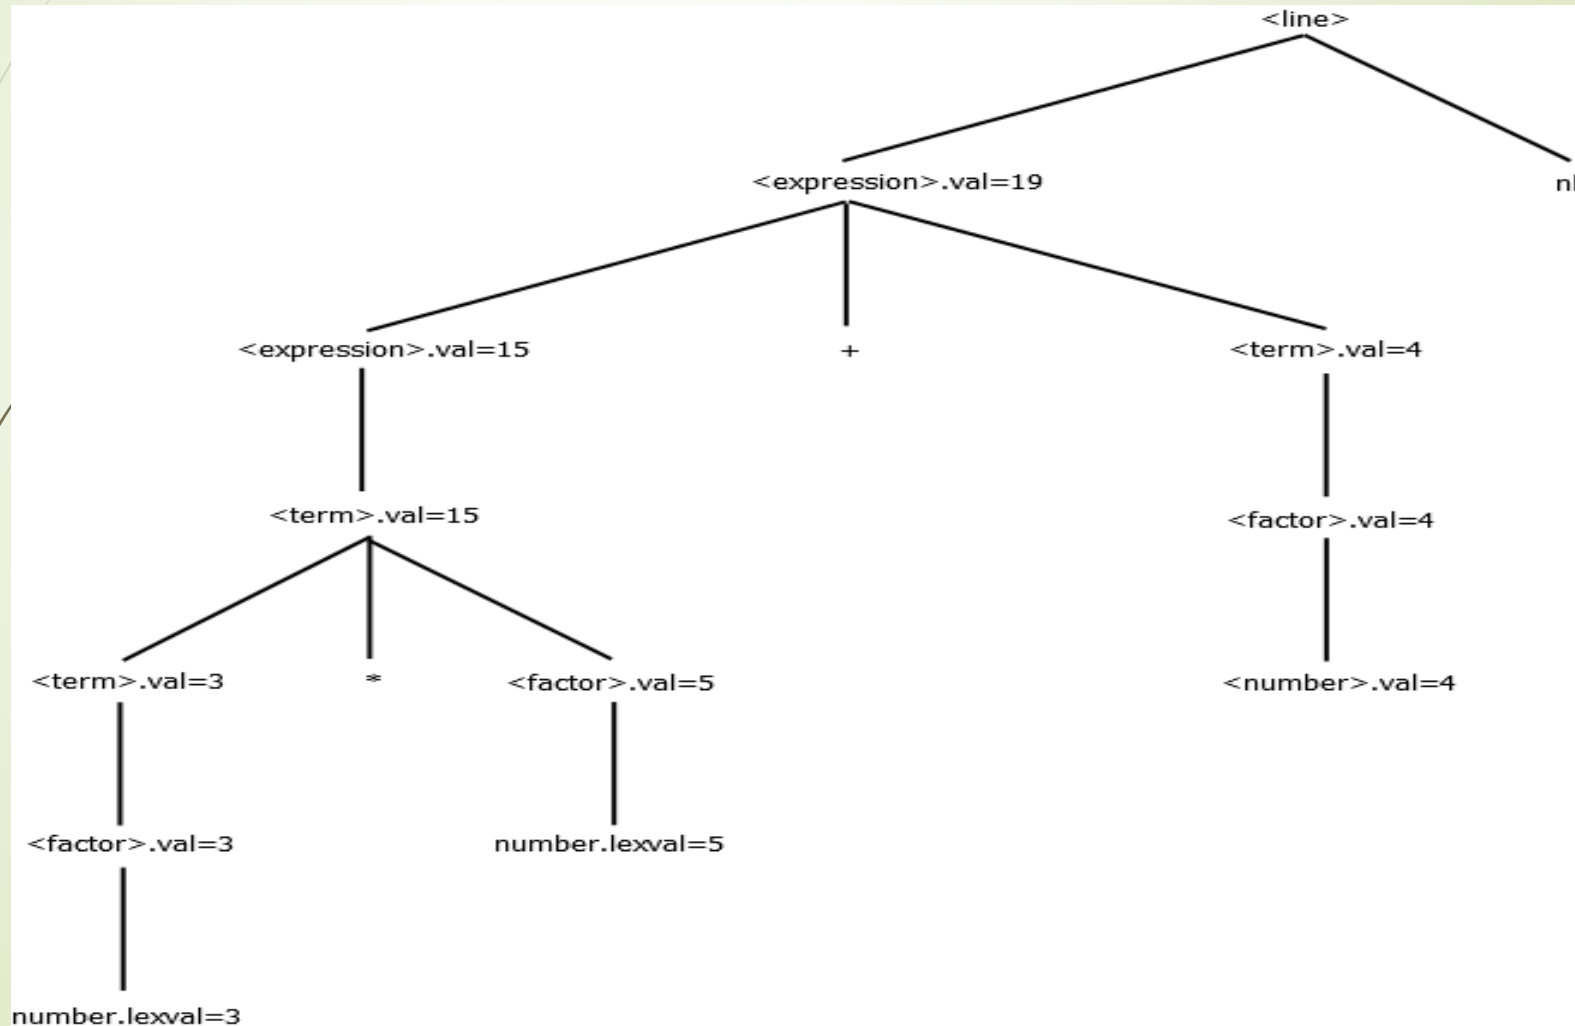 <line>
<expression>.val=19
<expression>.val=15 + <term>.val=4
<term>.val=15 <factor>.val=4
<term>.val=3 * <factor>.val=5 <number>.val=4
<factor>.val=3 number.lexval=5
number.lexval=3